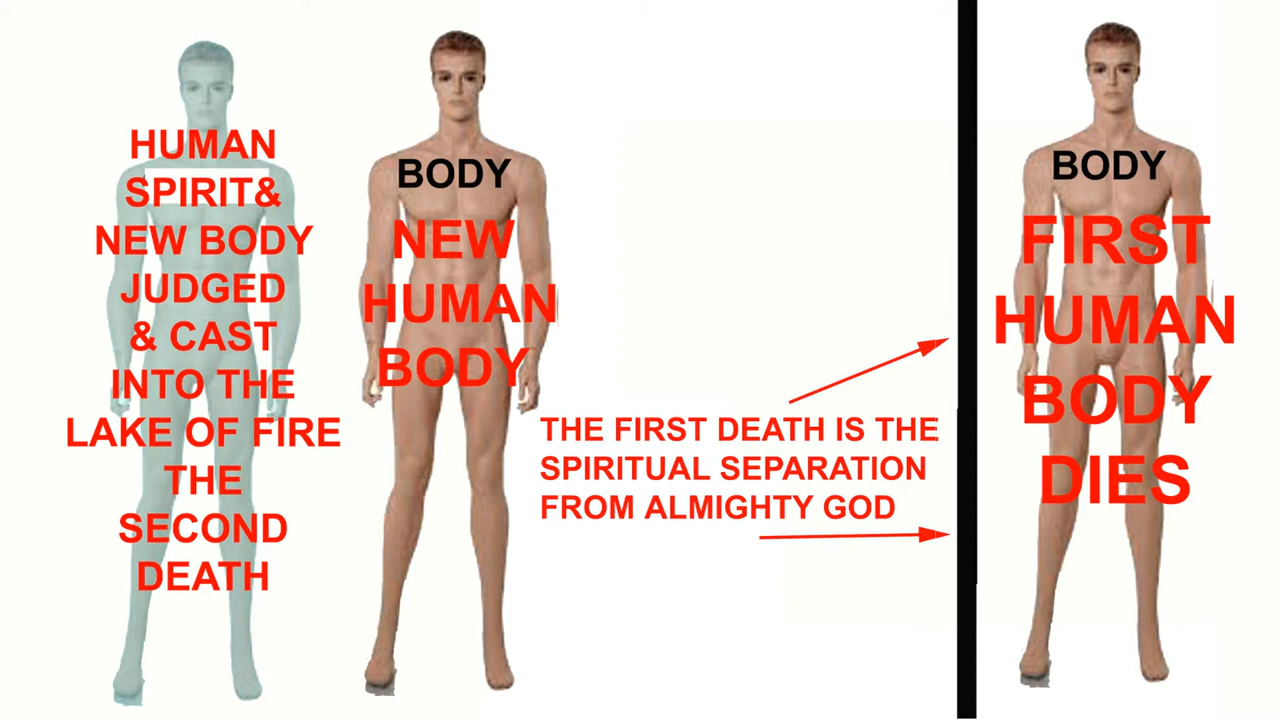 HUMAN
SPIRIT&
NEW BODY
JUDGED
& CAST
INTO THE
LAKE OF FIRE
THE
SECOND
DEATH
BODY
NEW
HUMAN
BODY
THE FIRST DEATH IS THE
SPIRITUAL SEPARATION
FROM ALMIGHTY GOD
BODY
FIRST
HUMAN
BODY
DIES